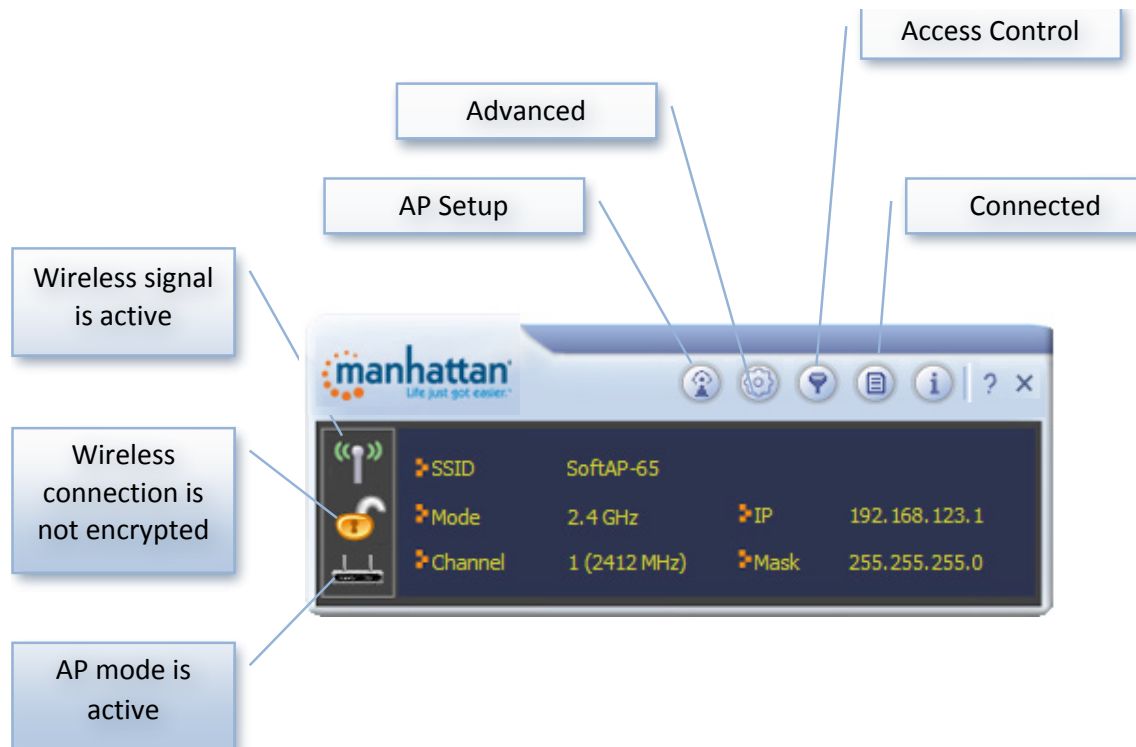 Access Control
Advanced
AP Setup
Connected
Wireless signal
is active
manhattan
Life just got easier.
? ×
SSID SoftAP-65
Mode 2.4 GHz IP 192.168.123.1
Channel 1 (2412 MHz) Mask 255.255.255.0
Wireless
connection is
not encrypted
AP mode is
active